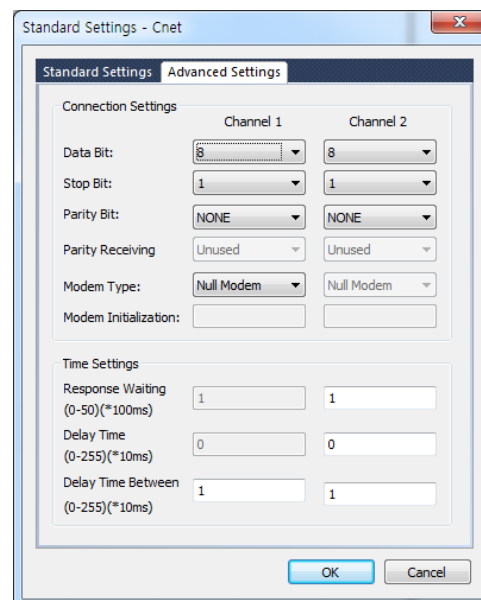 Standard Settings - Cnet
Standard Settings Advanced Settings
Connection Settings
Channel 1 Channel 2
Data Bit: 8 8
Stop Bit: 1 1
Parity Bit: NONE NONE
Parity Receiving Unused Unused
Modem Type: Null Modem Null Modem
Modem Initialization:
Time Settings
Response Waiting
(0-50)(*100ms) 1 1
Delay Time
(0-255)(*10ms) 0 0
Delay Time Between
(0-255)(*10ms) 1 1
OK Cancel